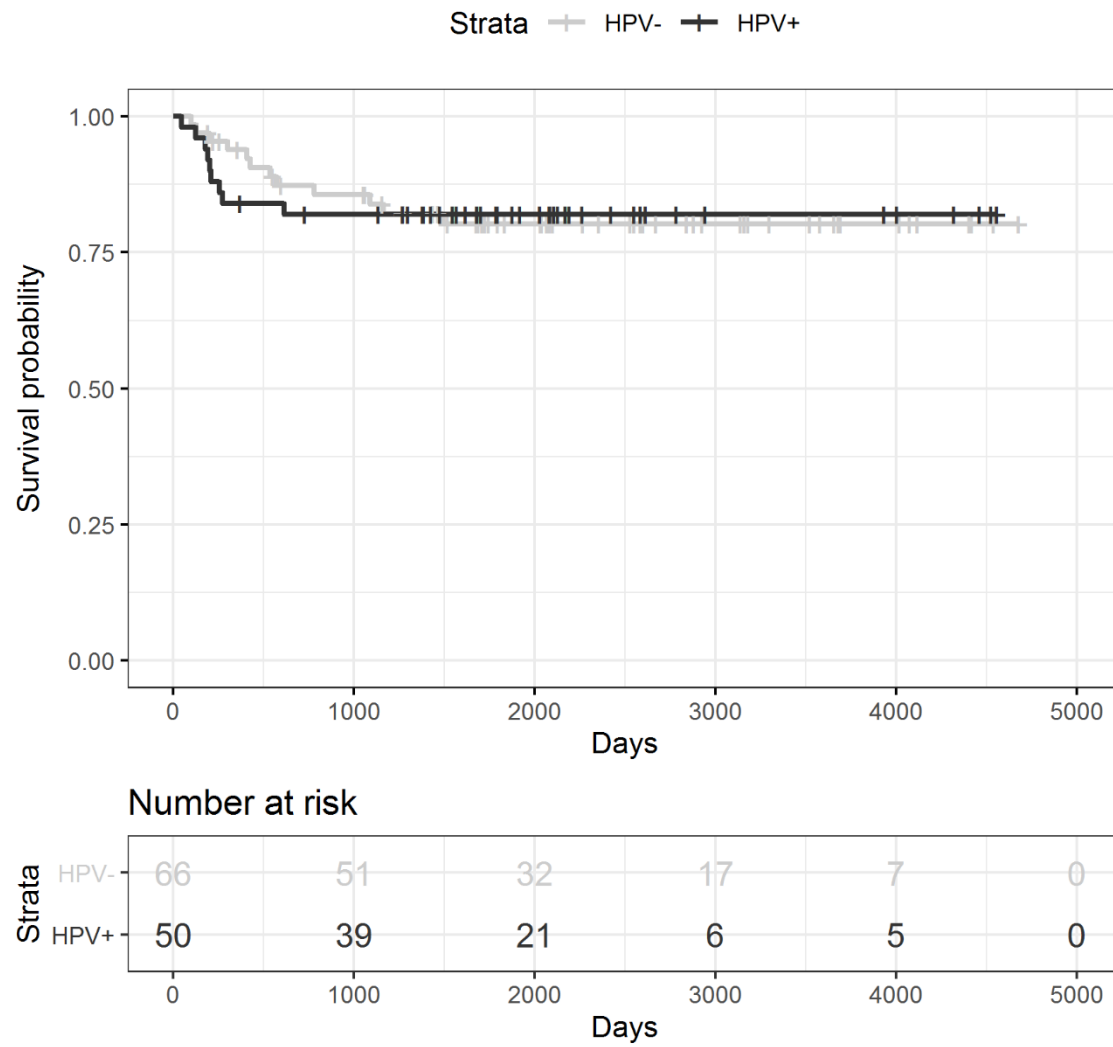 Strata HPV- HPV+
Survival probability
1.00
0.75
0.50
0.25
0.00
0 1000 2000 3000 4000 5000
Days
Number at risk
Strata
HPV- 66 51 32 17 7 0
HPV+ 50 39 21 6 5 0
0 1000 2000 3000 4000 5000
Days